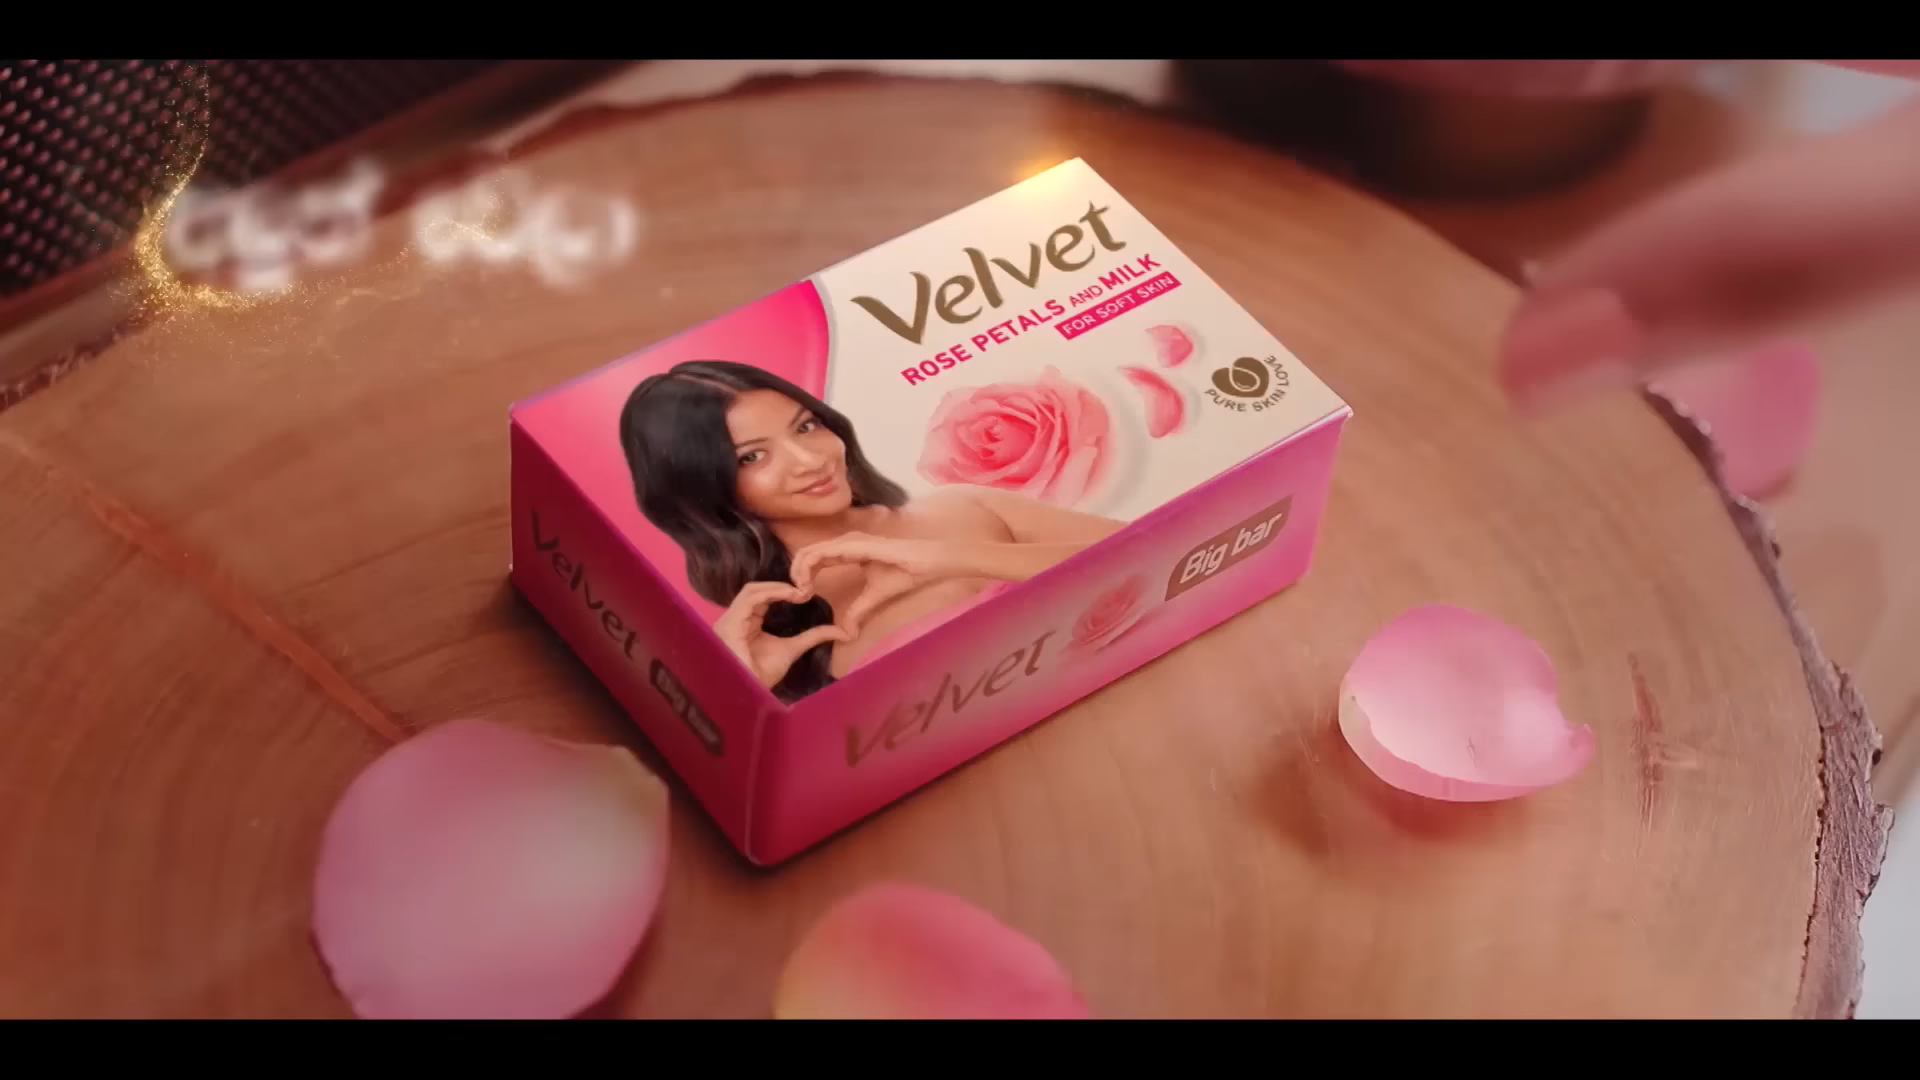 Velvet
ROSE PETALS AND MILK
FOR SOFT SKIN
PURE SKIN LOVE
Velvet
Big bar
Velvet
Big bar